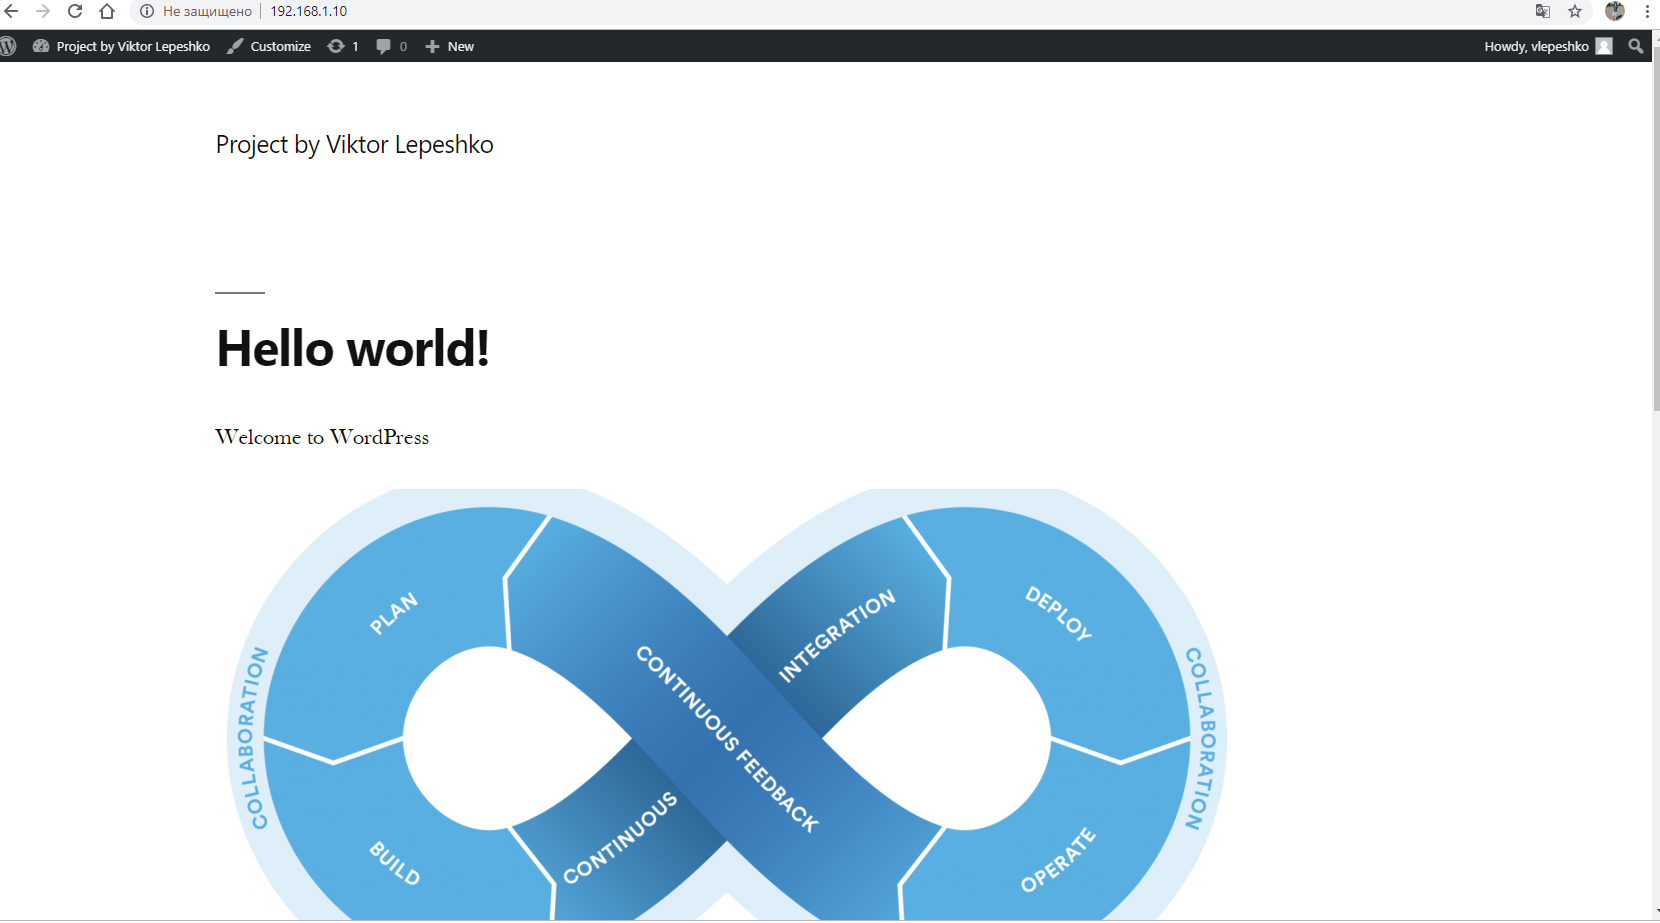 Не защищено 192.168.1.10
Project by Viktor Lepeshko Customize 1 0 New Howdy, vlepeshko
Project by Viktor Lepeshko
Hello world!
Welcome to WordPress
PLAN
CONTINUOUS FEEDBACK
INTEGRATION
DEPLOY
COLLABORATION
COLLABORATION
BUILD
CONTINUOUS
OPERATE